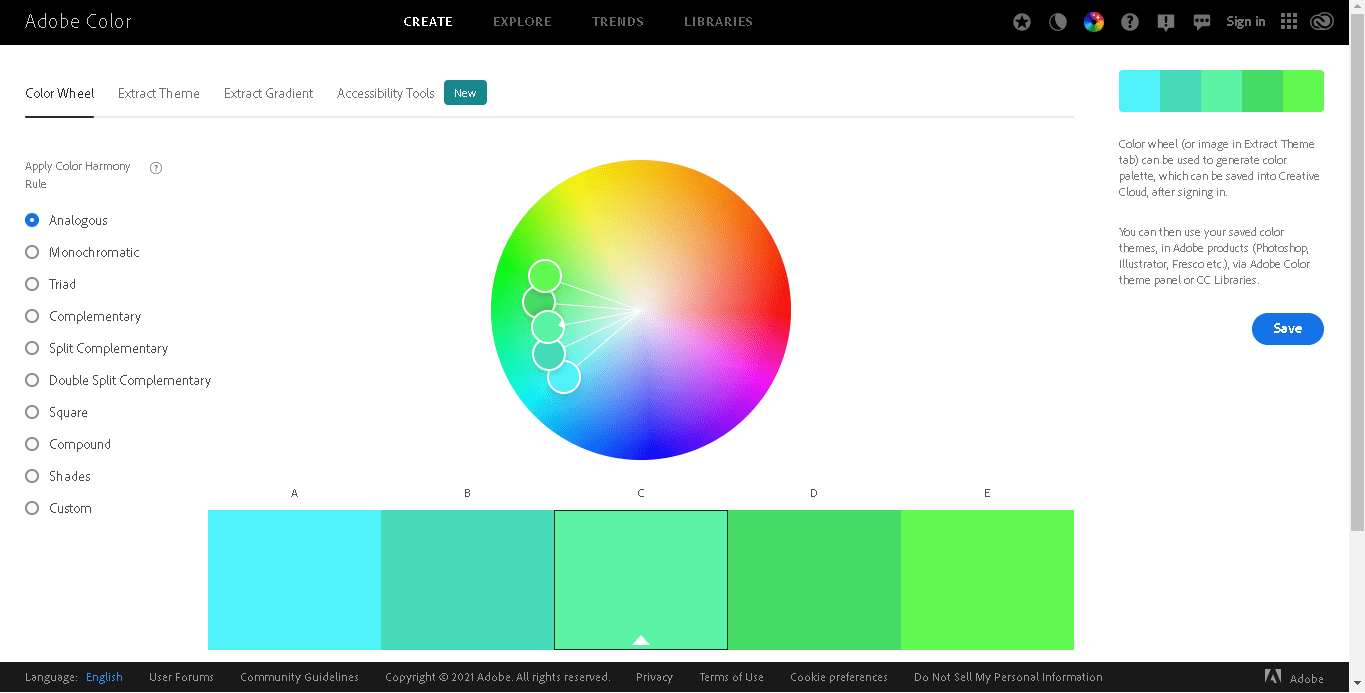 Adobe Color
CREATE
EXPLORE
TRENDS
LIBRARIES
Sign in
Color Wheel
Extract Theme
Extract Gradient
Accessibility Tools
New
Apply Color Harmony
Rule
Analogous
Monochromatic
Triad
Complementary
Split Complementary
Double Split Complementary
Square
Compound
Shades
Custom
A
B
C
D
E
Color wheel (or image in Extract Theme
tab) can be used to generate color
palette, which can be saved into Creative
Cloud, after signing in.
You can then use your saved color
themes, in Adobe products (Photoshop,
Illustrator, Fresco etc.), via Adobe Color
theme panel or CC Libraries.
Save
Language: English
User Forums
Community Guidelines
Copyright © 2021 Adobe. All rights reserved.
Privacy
Terms of Use
Cookie preferences
Do Not Sell My Personal Information
Adobe